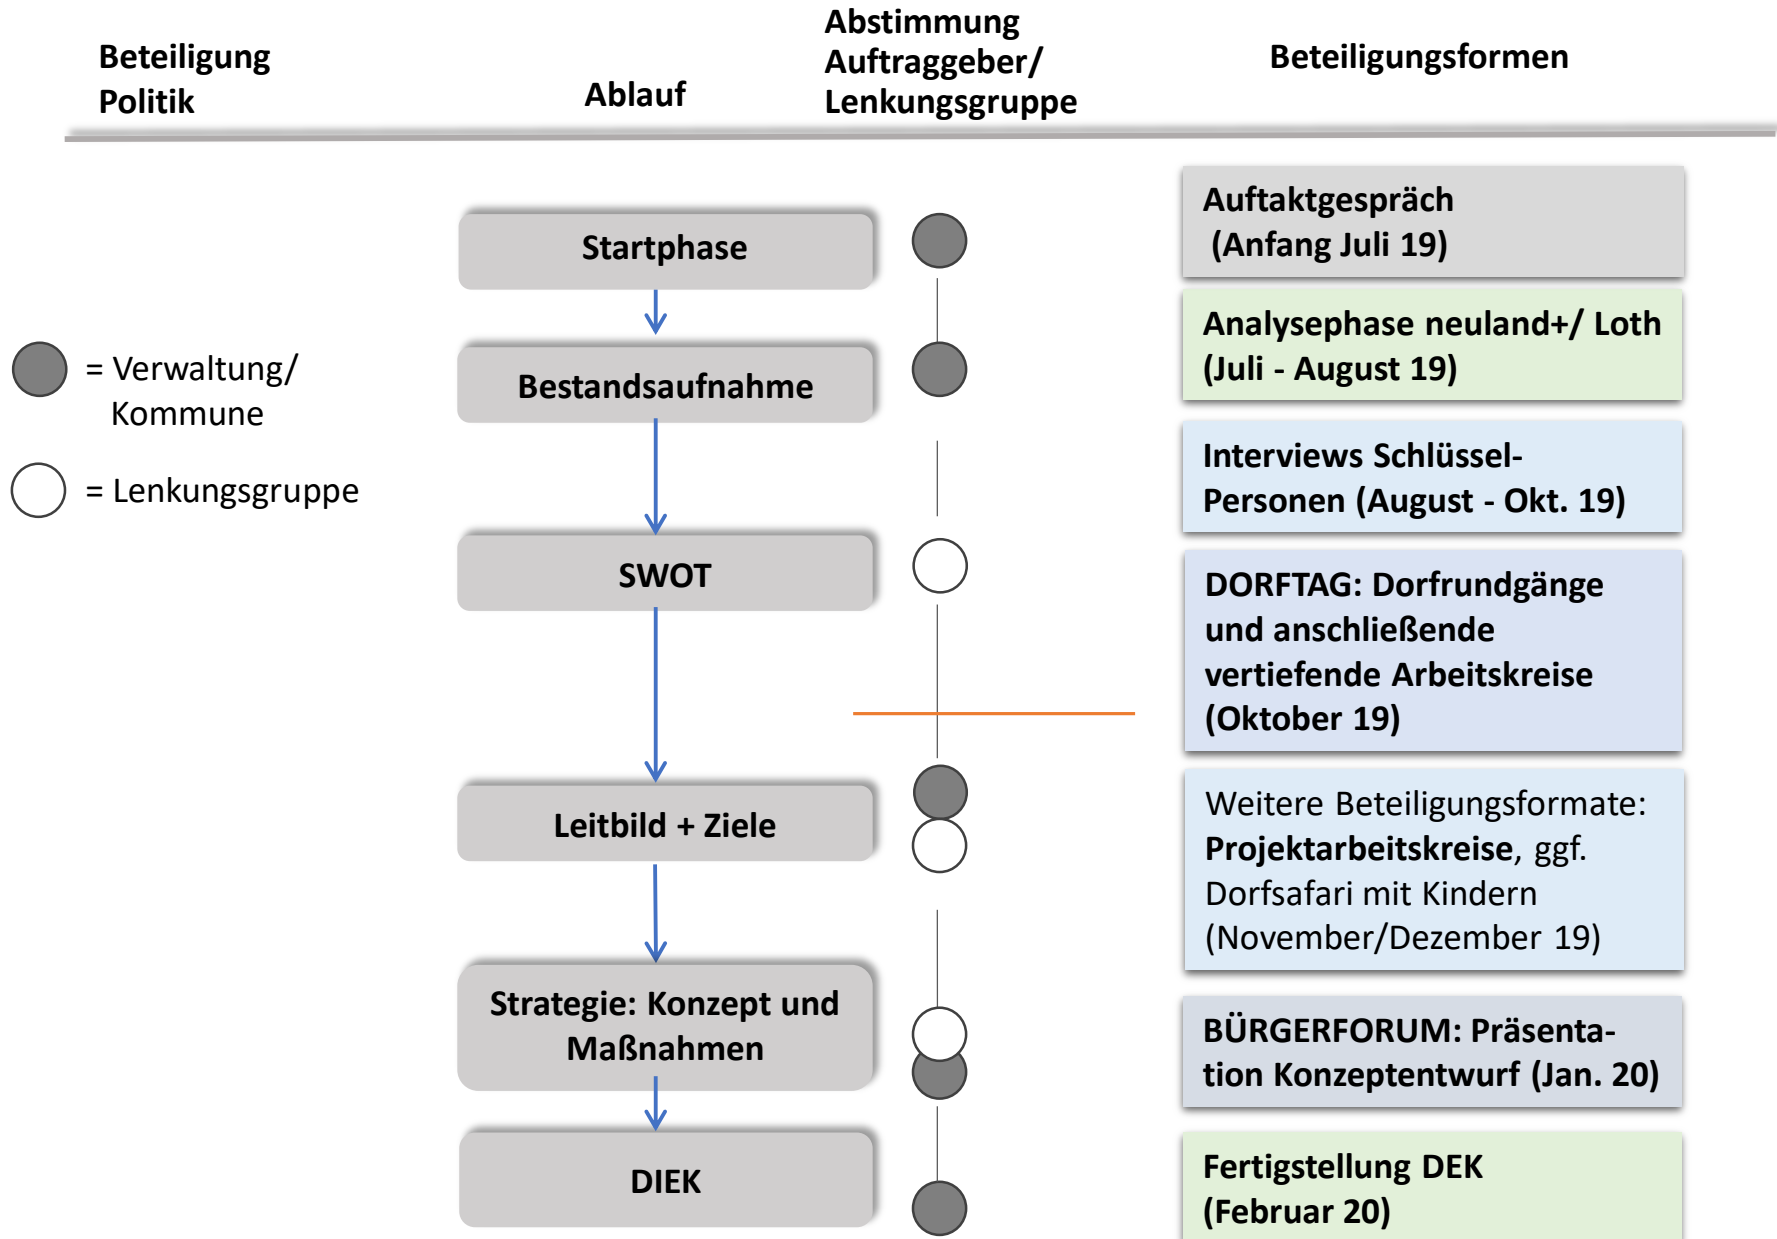 Beteiligung
Politik
Ablauf
Abstimmung
Auftraggeber/
Lenkungsgruppe
Beteiligungsformen
= Verwaltung/
Kommune
= Lenkungsgruppe
Startphase
Bestandsaufnahme
SWOT
Leitbild + Ziele
Strategie: Konzept und
Maßnahmen
DIEK
Auftaktgespräch
(Anfang Juli 19)
Analysephase neuland+/ Loth
(Juli - August 19)
Interviews Schlüssel-
Personen (August - Okt. 19)
DORFTAG: Dorfrundgänge
und anschließende
vertiefende Arbeitskreise
(Oktober 19)
Weitere Beteiligungsformate:
Projektarbeitskreise, ggf.
Dorfsafari mit Kindern
(November/Dezember 19)
BÜRGERFORUM: Präsenta-
tion Konzeptentwurf (Jan. 20)
Fertigstellung DEK
(Februar 20)